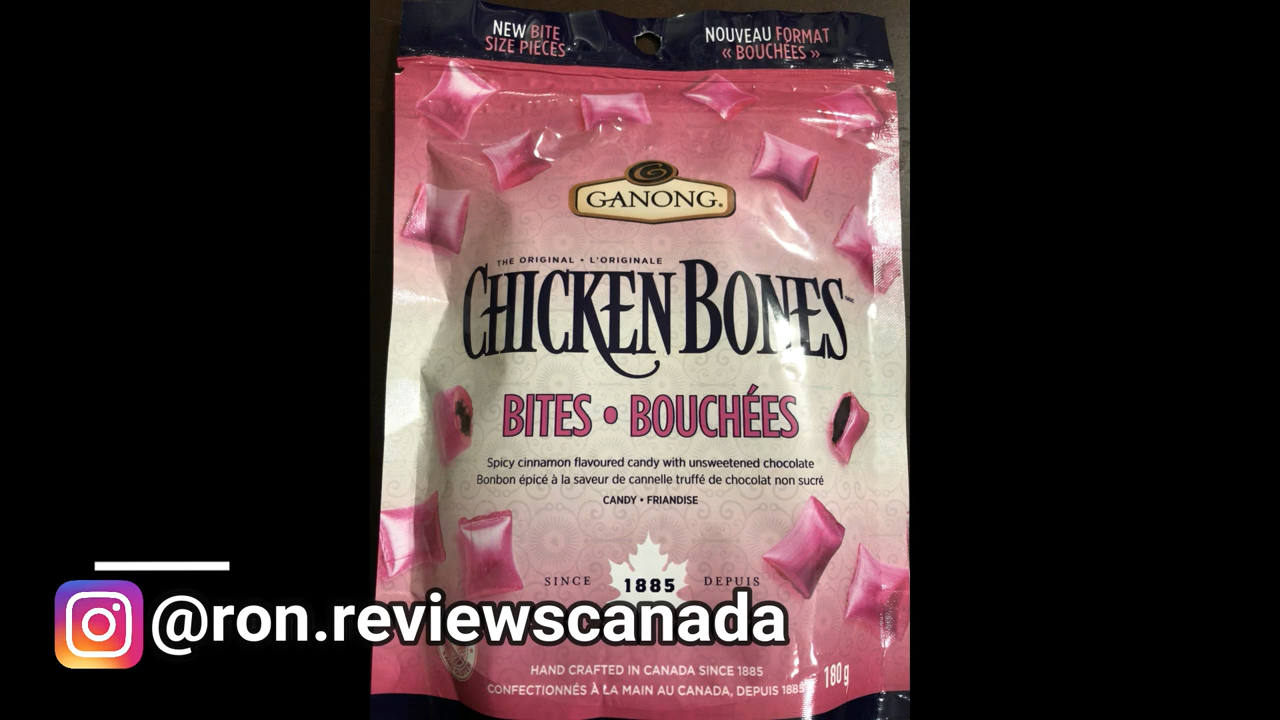 NEW BITE
SIZE PIECES
NOUVEAU FORMAT
« BOUCHÉES »
GANONG®
THE ORIGINAL • L'ORIGINALE
CHICKEN BONES
BITES • BOUCHÉES
Spicy cinnamon flavoured candy with unsweetened chocolate
Bonbon épicé à la saveur de cannelle truffé de chocolat non sucré
CANDY • FRIANDISE
SINCE 1885 DEPUIS
@ron.reviewscanada
HAND CRAFTED IN CANADA SINCE 1885
CONFECTIONNÉS À LA MAIN AU CANADA, DEPUIS 1885
180 g